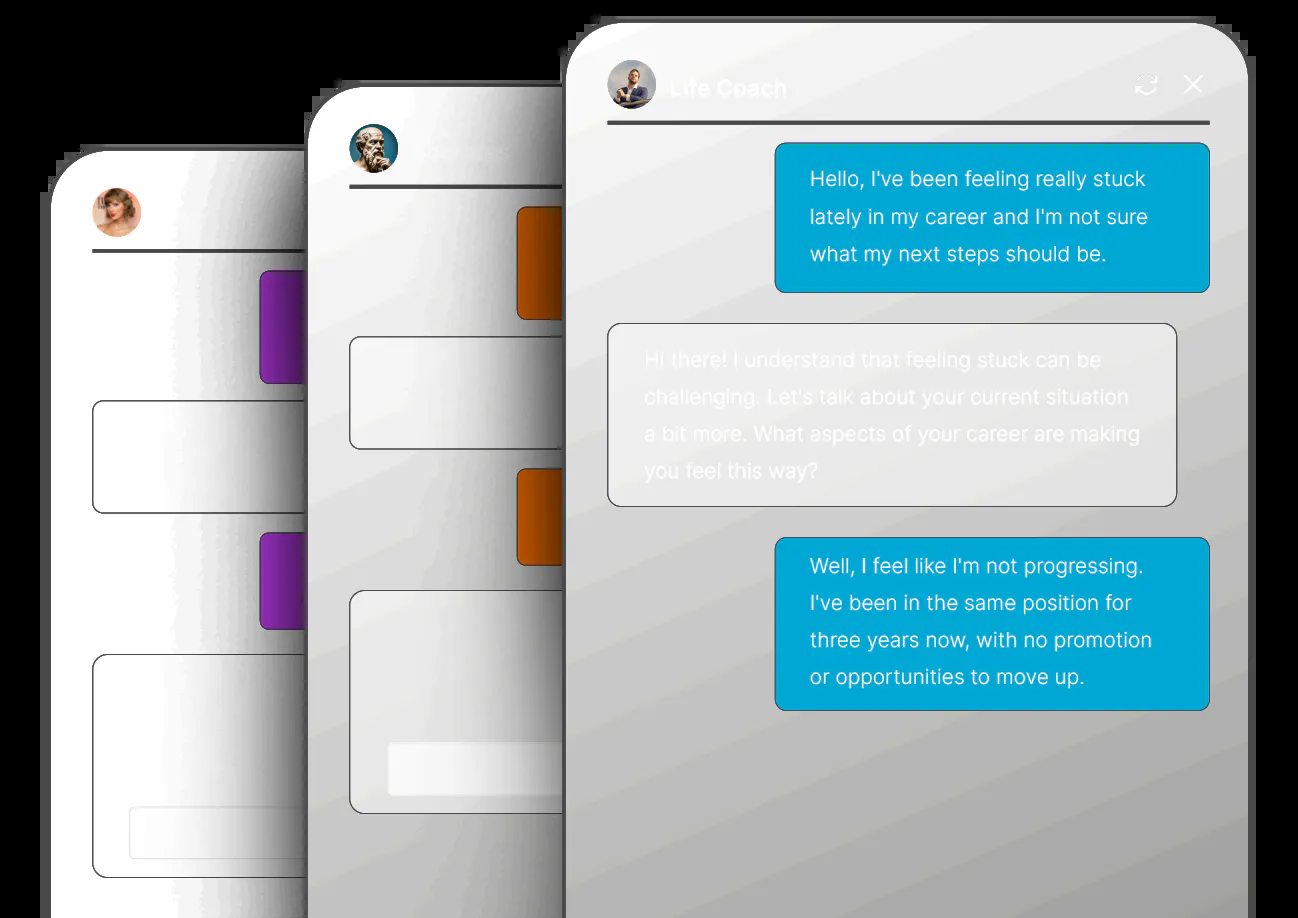 Life Coach
Hello, I've been feeling really stuck
lately in my career and I'm not sure
what my next steps should be.
Hi there! I understand that feeling stuck can be
challenging. Let's talk about your current situation
a bit more. What aspects of your career are making
you feel this way?
Well, I feel like I'm not progressing.
I've been in the same position for
three years now, with no promotion
or opportunities to move up.